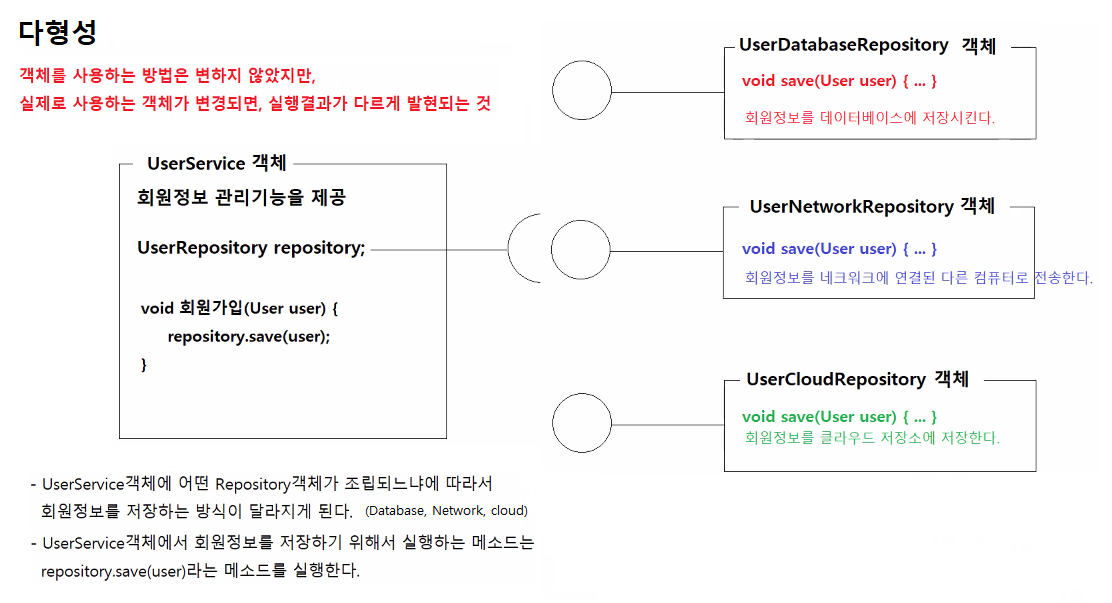 다형성
객체를 사용하는 방법은 변하지 않았지만,
실제로 사용하는 객체가 변경되면, 실행결과가 다르게 발현되는 것
UserService 객체
회원정보 관리기능을 제공
UserRepository repository;
void 회원가입(User user) {
repository.save(user);
}
UserDatabaseRepository 객체
void save(User user) { ... }
회원정보를 데이터베이스에 저장시킨다.
UserNetworkRepository 객체
void save(User user) { ... }
회원정보를 네크워크에 연결된 다른 컴퓨터로 전송한다.
UserCloudRepository 객체
void save(User user) { ... }
회원정보를 클라우드 저장소에 저장한다.
- UserService객체에 어떤 Repository객체가 조립되느냐에 따라서
회원정보를 저장하는 방식이 달라지게 된다. (Database, Network, cloud)
- UserService객체에서 회원정보를 저장하기 위해서 실행하는 메소드는
repository.save(user)라는 메소드를 실행한다.